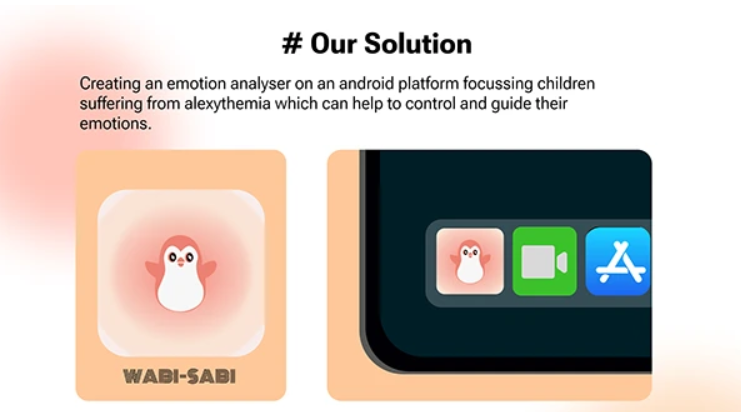 # Our Solution
Creating an emotion analyser on an android platform focussing children
suffering from alexythemia which can help to control and guide their
emotions.
WABI-SABI